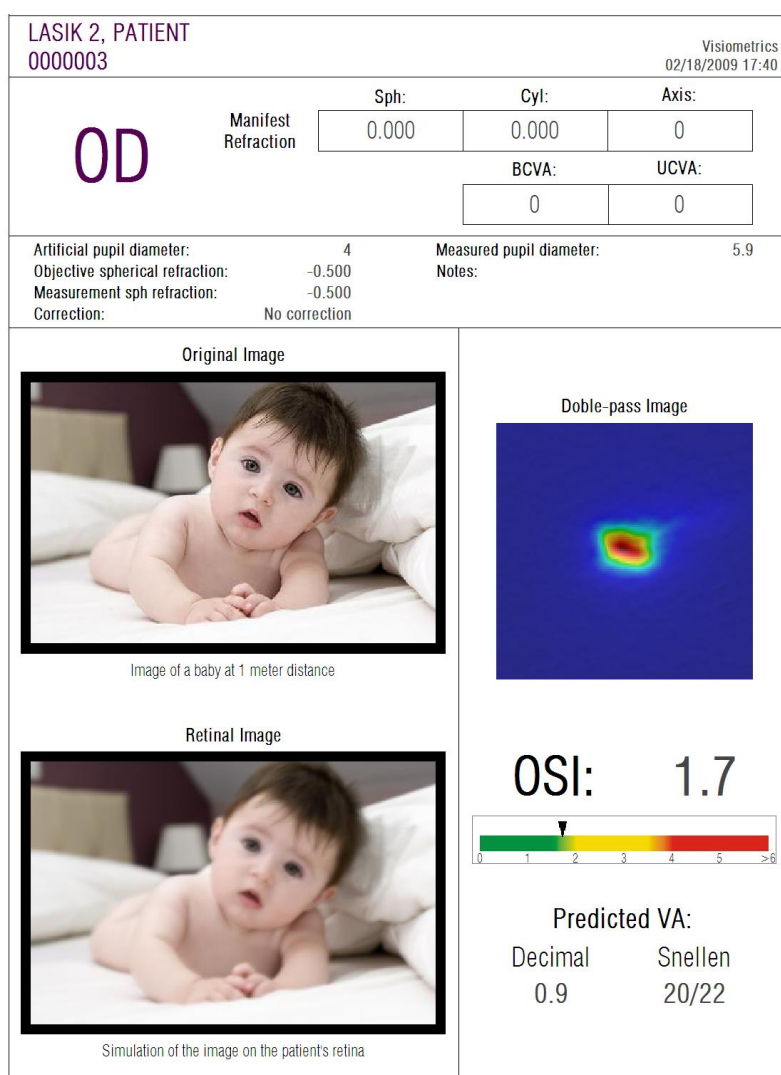 LASIK 2, PATIENT
0000003
Visiometrics
02/18/2009 17:40
OD
Manifest
Refraction
Sph: Cyl: Axis:
0.000 0.000 0
BCVA: UCVA:
0 0
Artificial pupil diameter: 4
Objective spherical refraction: -0.500
Measurement sph refraction: -0.500
Correction: No correction
Measured pupil diameter: 5.9
Notes:
Original Image
Image of a baby at 1 meter distance
Retinal Image
Simulation of the image on the patient's retina
Doble-pass Image
OSI: 1.7
0 1 2 3 4 5 >6
Predicted VA:
Decimal Snellen
0.9 20/22